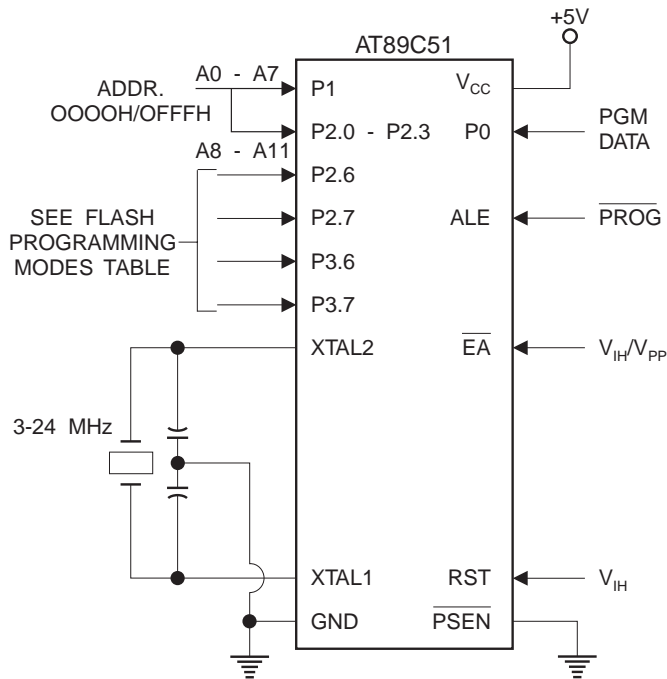 +5V
AT89C51
A0 - A7
ADDR.
OOOOH/OFFFH
P1
VCC
P2.0 - P2.3
P0
PGM
DATA
A8 - A11
P2.6
SEE FLASH
PROGRAMMING
MODES TABLE
P2.7
ALE
PROG
P3.6
P3.7
XTAL2
EA
VIH/VPP
3-24 MHz
XTAL1
RST
VIH
GND
PSEN